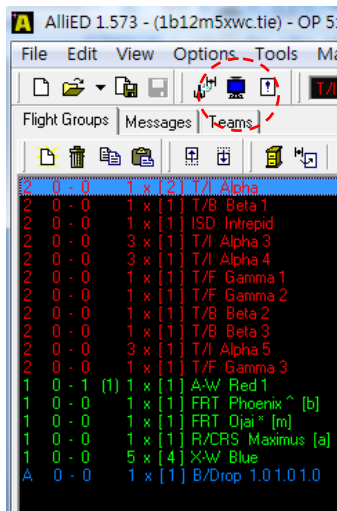 AlliED 1.573 - (1b12m5xwc.tie) - OP 5:
File Edit View Options Tools Ma
T/I
Flight Groups Messages Teams
2 0 - 0 1 x [ 2 ] T/I Alpha
2 0 - 0 1 x [ 1 ] T/B Beta 1
2 0 - 0 1 x [ 1 ] ISD Intrepid
2 0 - 0 3 x [ 1 ] T/I Alpha 3
2 0 - 0 3 x [ 1 ] T/I Alpha 4
2 0 - 0 1 x [ 1 ] T/F Gamma 1
2 0 - 0 1 x [ 1 ] T/F Gamma 2
2 0 - 0 1 x [ 1 ] T/B Beta 2
2 0 - 0 1 x [ 1 ] T/B Beta 3
2 0 - 0 3 x [ 1 ] T/I Alpha 5
2 0 - 0 1 x [ 1 ] T/F Gamma 3
1 0 - 1 (1) 1 x [ 1 ] A-W Red 1
1 0 - 0 1 x [ 1 ] FRT Phoenix ^ [b]
1 0 - 0 1 x [ 1 ] FRT Ojai * [m]
1 0 - 0 1 x [ 1 ] R/CRS Maximus [a]
1 0 - 0 5 x [ 4 ] X-W Blue
A 0 - 0 1 x [ 1 ] B/Drop 1.0 1.0 1.0